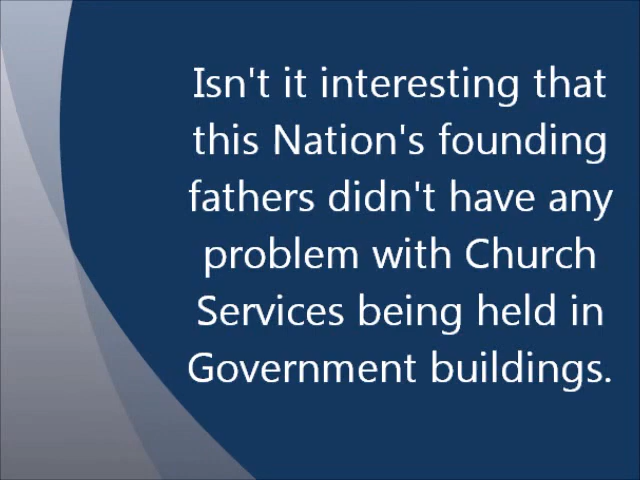 Isn't it interesting that
this Nation's founding
fathers didn't have any
problem with Church
Services being held in
Government buildings.